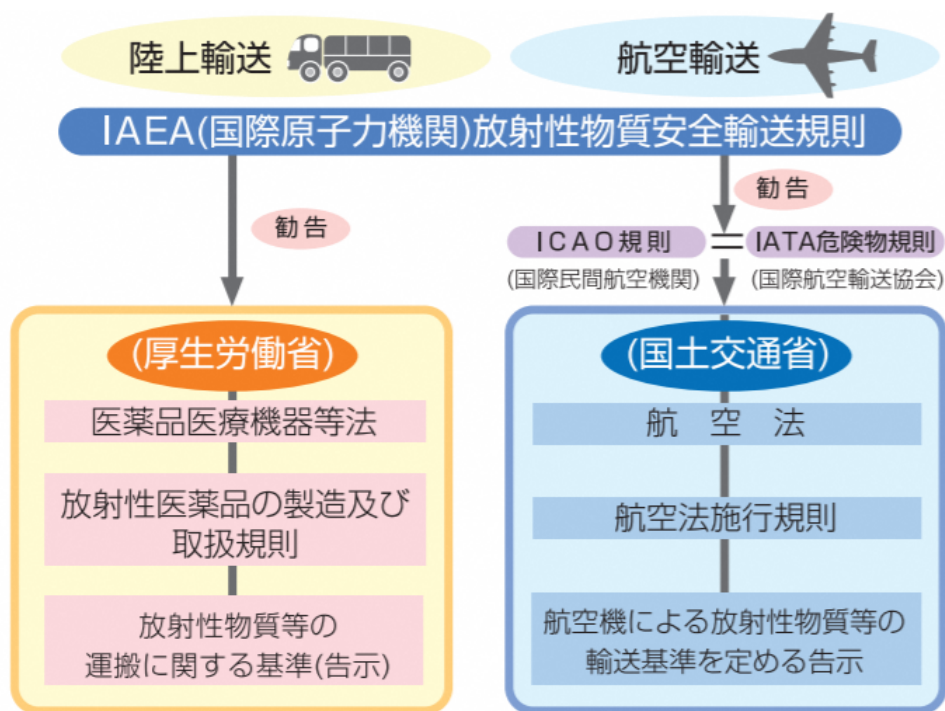 陸上輸送
航空輸送
IAEA(国際原子力機関)放射性物質安全輸送規則
勧告
勧告
ICAO規則＝IATA危険物規則
(国際民間航空機関) (国際航空輸送協会)
(厚生労働省)
医薬品医療機器等法
放射性医薬品の製造及び
取扱規則
放射性物質等の
運搬に関する基準(告示)
(国土交通省)
航空法
航空法施行規則
航空機による放射性物質等の
輸送基準を定める告示